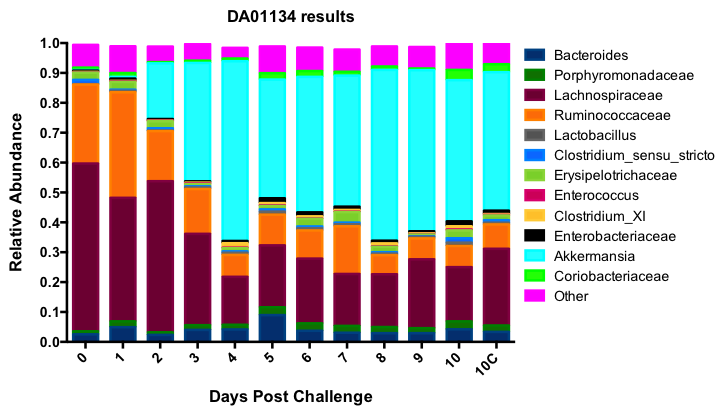 DA01134 results
Relative Abundance
1.0
0.9
0.8
0.7
0.6
0.5
0.4
0.3
0.2
0.1
0.0
0 1 2 3 4 5 6 7 8 9 10 10C
Days Post Challenge
Bacteroides
Porphyromonadaceae
Lachnospiraceae
Ruminococcaceae
Lactobacillus
Clostridium_sensu_stricto
Erysipelotrichaceae
Enterococcus
Clostridium_XI
Enterobacteriaceae
Akkermansia
Coriobacteriaceae
Other